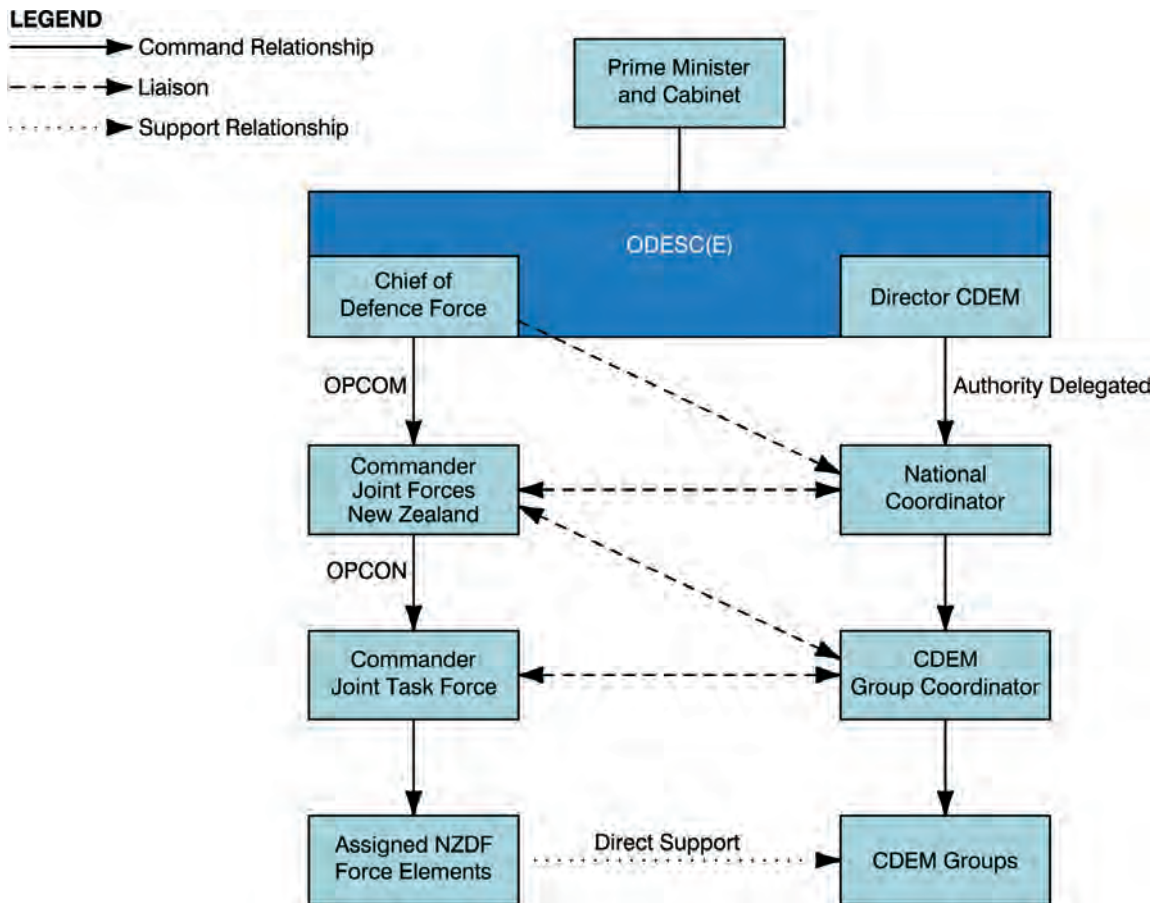 LEGEND
Command Relationship
Liaison
Support Relationship
Prime Minister
and Cabinet
ODESC(E)
Chief of
Defence Force
Director CDEM
OPCOM
Authority Delegated
Commander
Joint Forces
New Zealand
National
Coordinator
OPCON
Commander
Joint Task Force
CDEM
Group Coordinator
Assigned NZDF
Force Elements
Direct Support
CDEM Groups